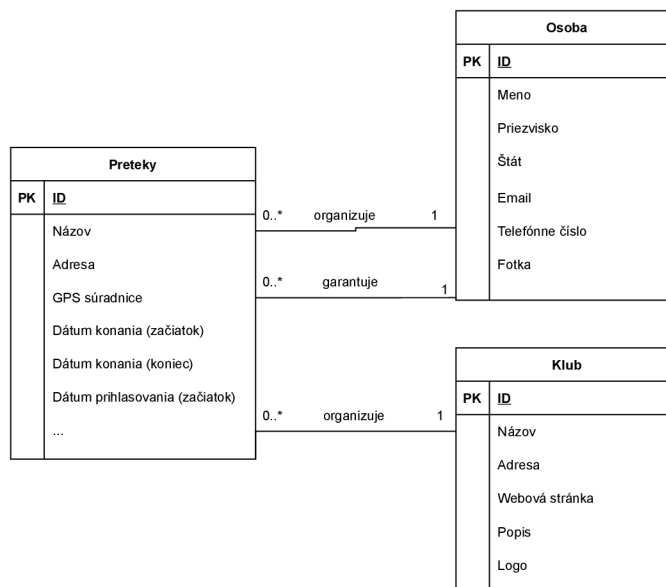 Osoba
PK ID
Meno
Priezvisko
Štát
Email
Telefónne číslo
Fotka
Preteky
PK ID
Názov
Adresa
GPS súradnice
Dátum konania (začiatok)
Dátum konania (koniec)
Dátum prihlasovania (začiatok)
...
0..* organizuje 1
0..* garantuje 1
0..* organizuje 1
Klub
PK ID
Názov
Adresa
Webová stránka
Popis
Logo